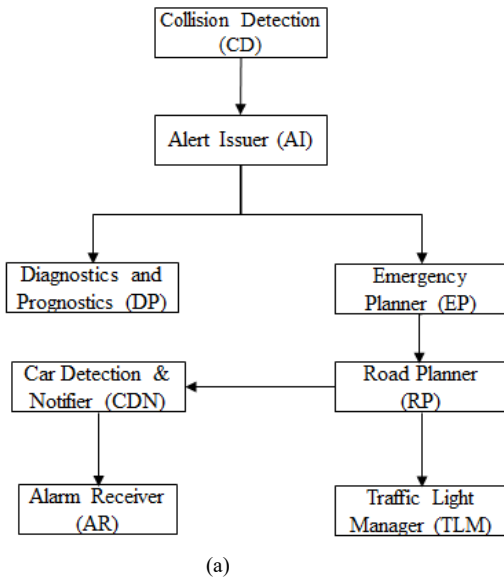 Collision Detection
(CD)
Alert Issuer (AI)
Diagnostics and
Prognostics (DP)
Emergency
Planner (EP)
Car Detection &
Notifier (CDN)
Road Planner
(RP)
Alarm Receiver
(AR)
Traffic Light
Manager (TLM)
(a)